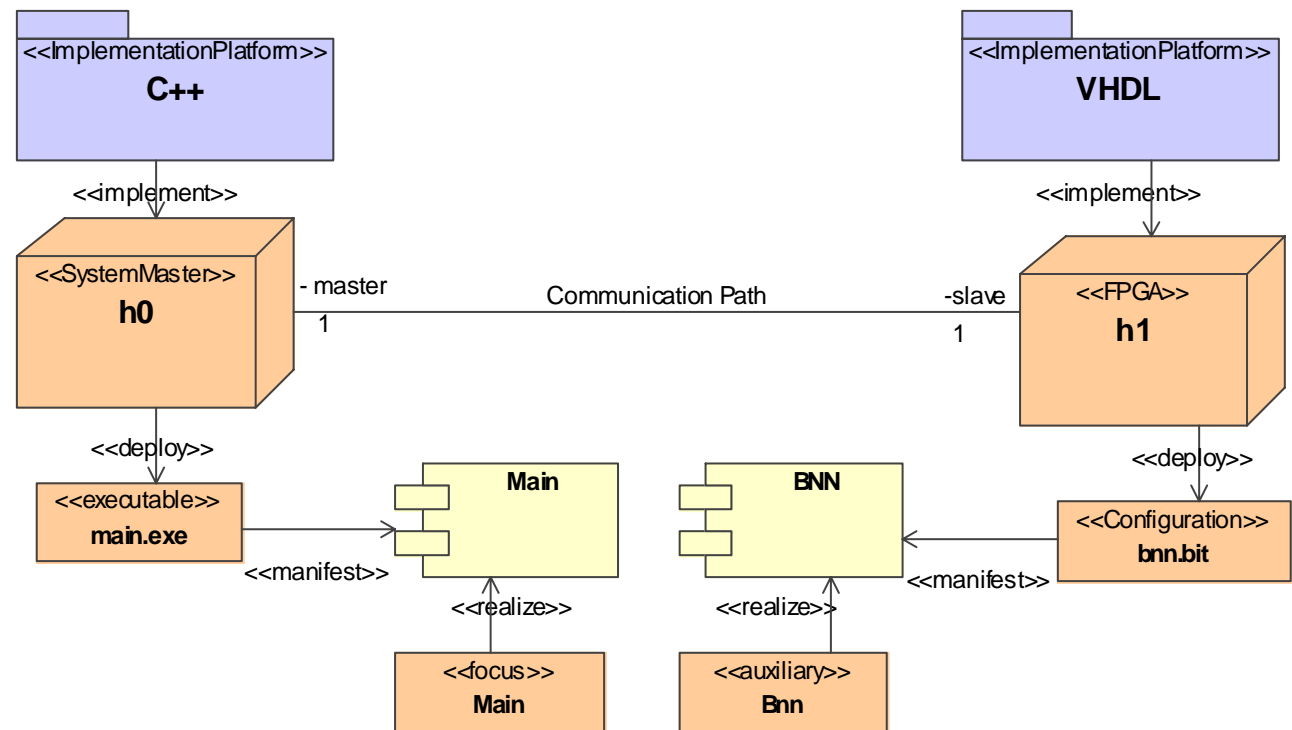 <<ImplementationPlatform>>
C++
<<ImplementationPlatform>>
VHDL
<<implement>>
<<implement>>
<<SystemMaster>>
h0
- master
1
Communication Path
-slave
1
<<FPGA>>
h1
<<deploy>>
<<deploy>>
<<executable>>
main.exe
<<manifest>>
Main
BNN
<<Configuration>>
bnn.bit
<<manifest>>
<<realize>>
<<realize>>
<<focus>>
Main
<<auxiliary>>
Bnn